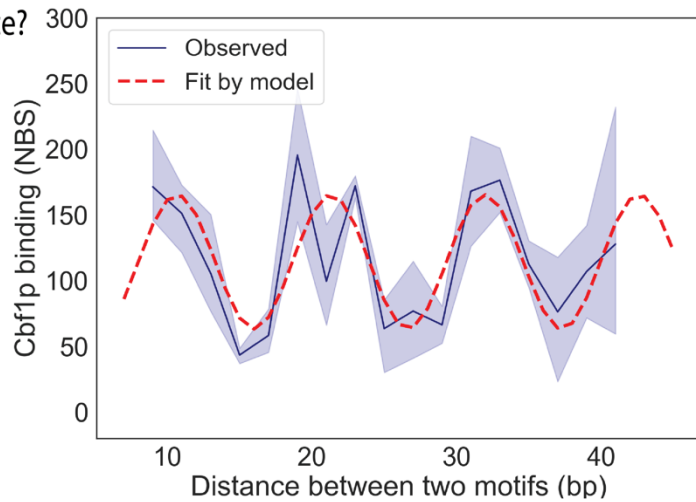 300
Observed
Fit by model
250
200
150
100
50
0
Cbf1p binding (NBS)
10 20 30 40
Distance between two motifs (bp)